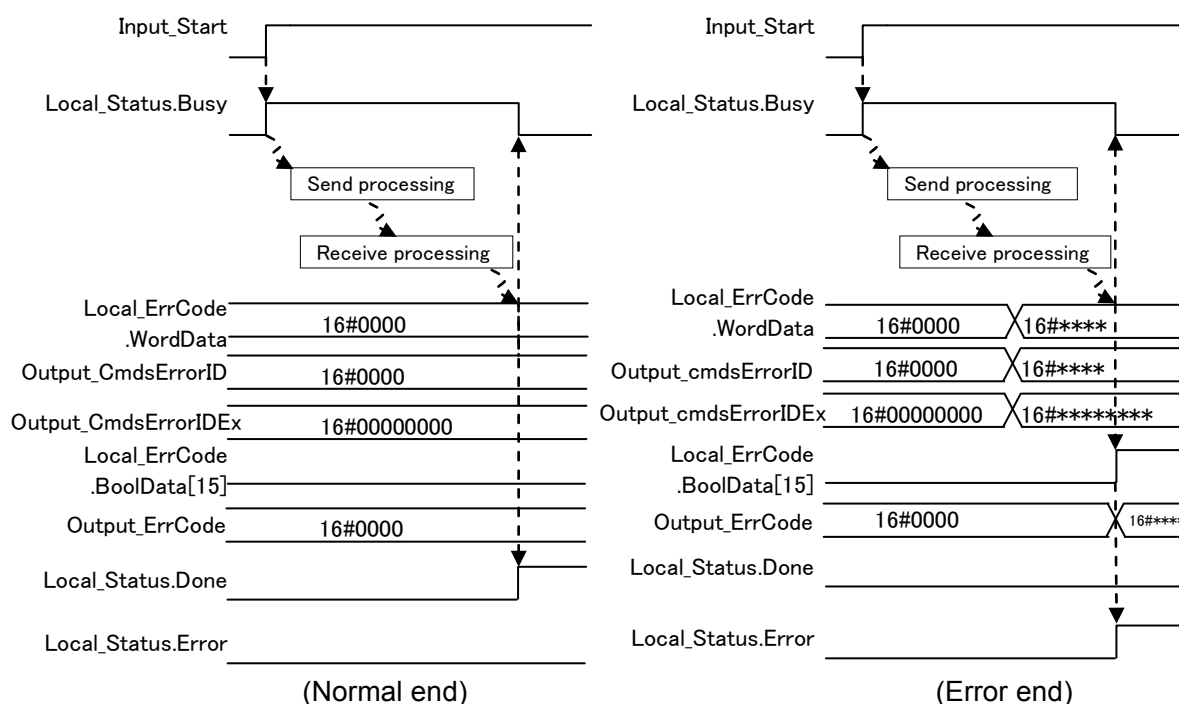 Input_Start
Local_Status.Busy
Send processing
Receive processing
Local_ErrCode
.WordData
16#0000
Output_CmdsErrorID
16#0000
Output_CmdsErrorIDEx
16#00000000
Local_ErrCode
.BoolData[15]
Output_ErrCode
16#0000
Local_Status.Done
Local_Status.Error
(Normal end)
Input_Start
Local_Status.Busy
Send processing
Receive processing
Local_ErrCode
.WordData
16#0000 16#****
Output_cmdsErrorID
16#0000 16#****
Output_cmdsErrorIDEx
16#00000000 16#********
Local_ErrCode
.BoolData[15]
Output_ErrCode
16#0000 16#****
Local_Status.Done
Local_Status.Error
(Error end)